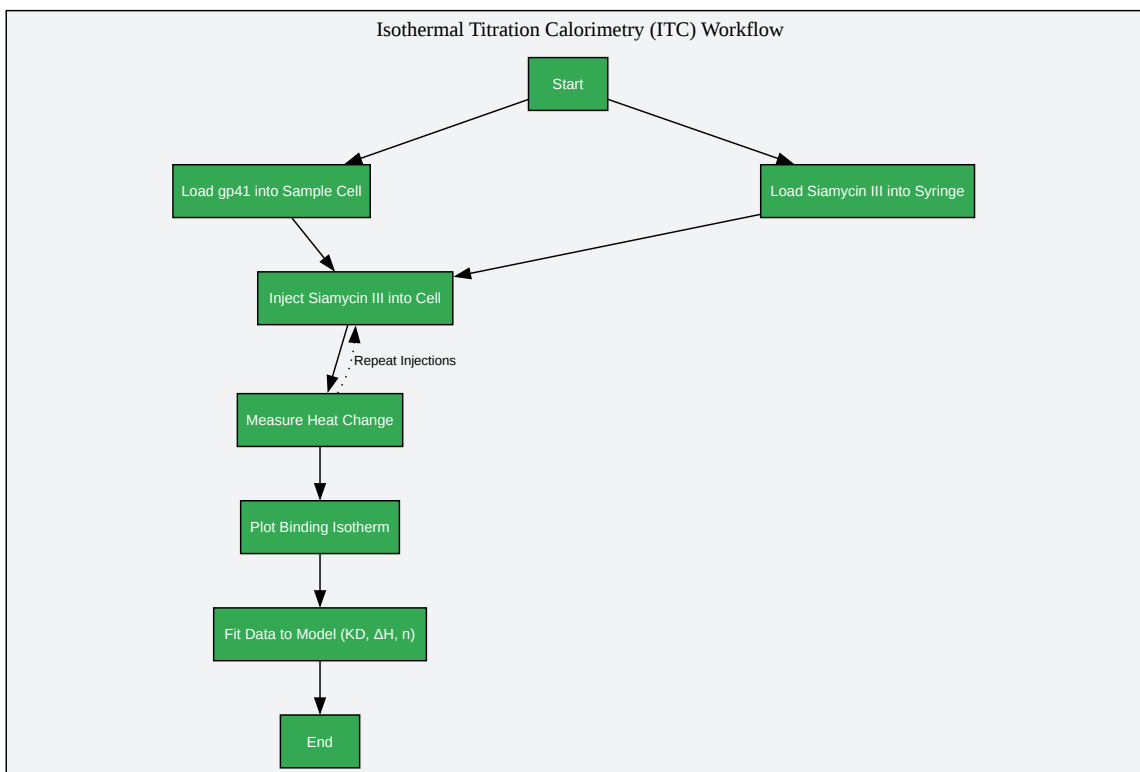 Isothermal Titration Calorimetry (ITC) Workflow
Start
Load gp41 into Sample Cell
Load Siamycin III into Syringe
Inject Siamycin III into Cell
Repeat Injections
Measure Heat Change
Plot Binding Isotherm
Fit Data to Model (KD, ΔH, n)
End